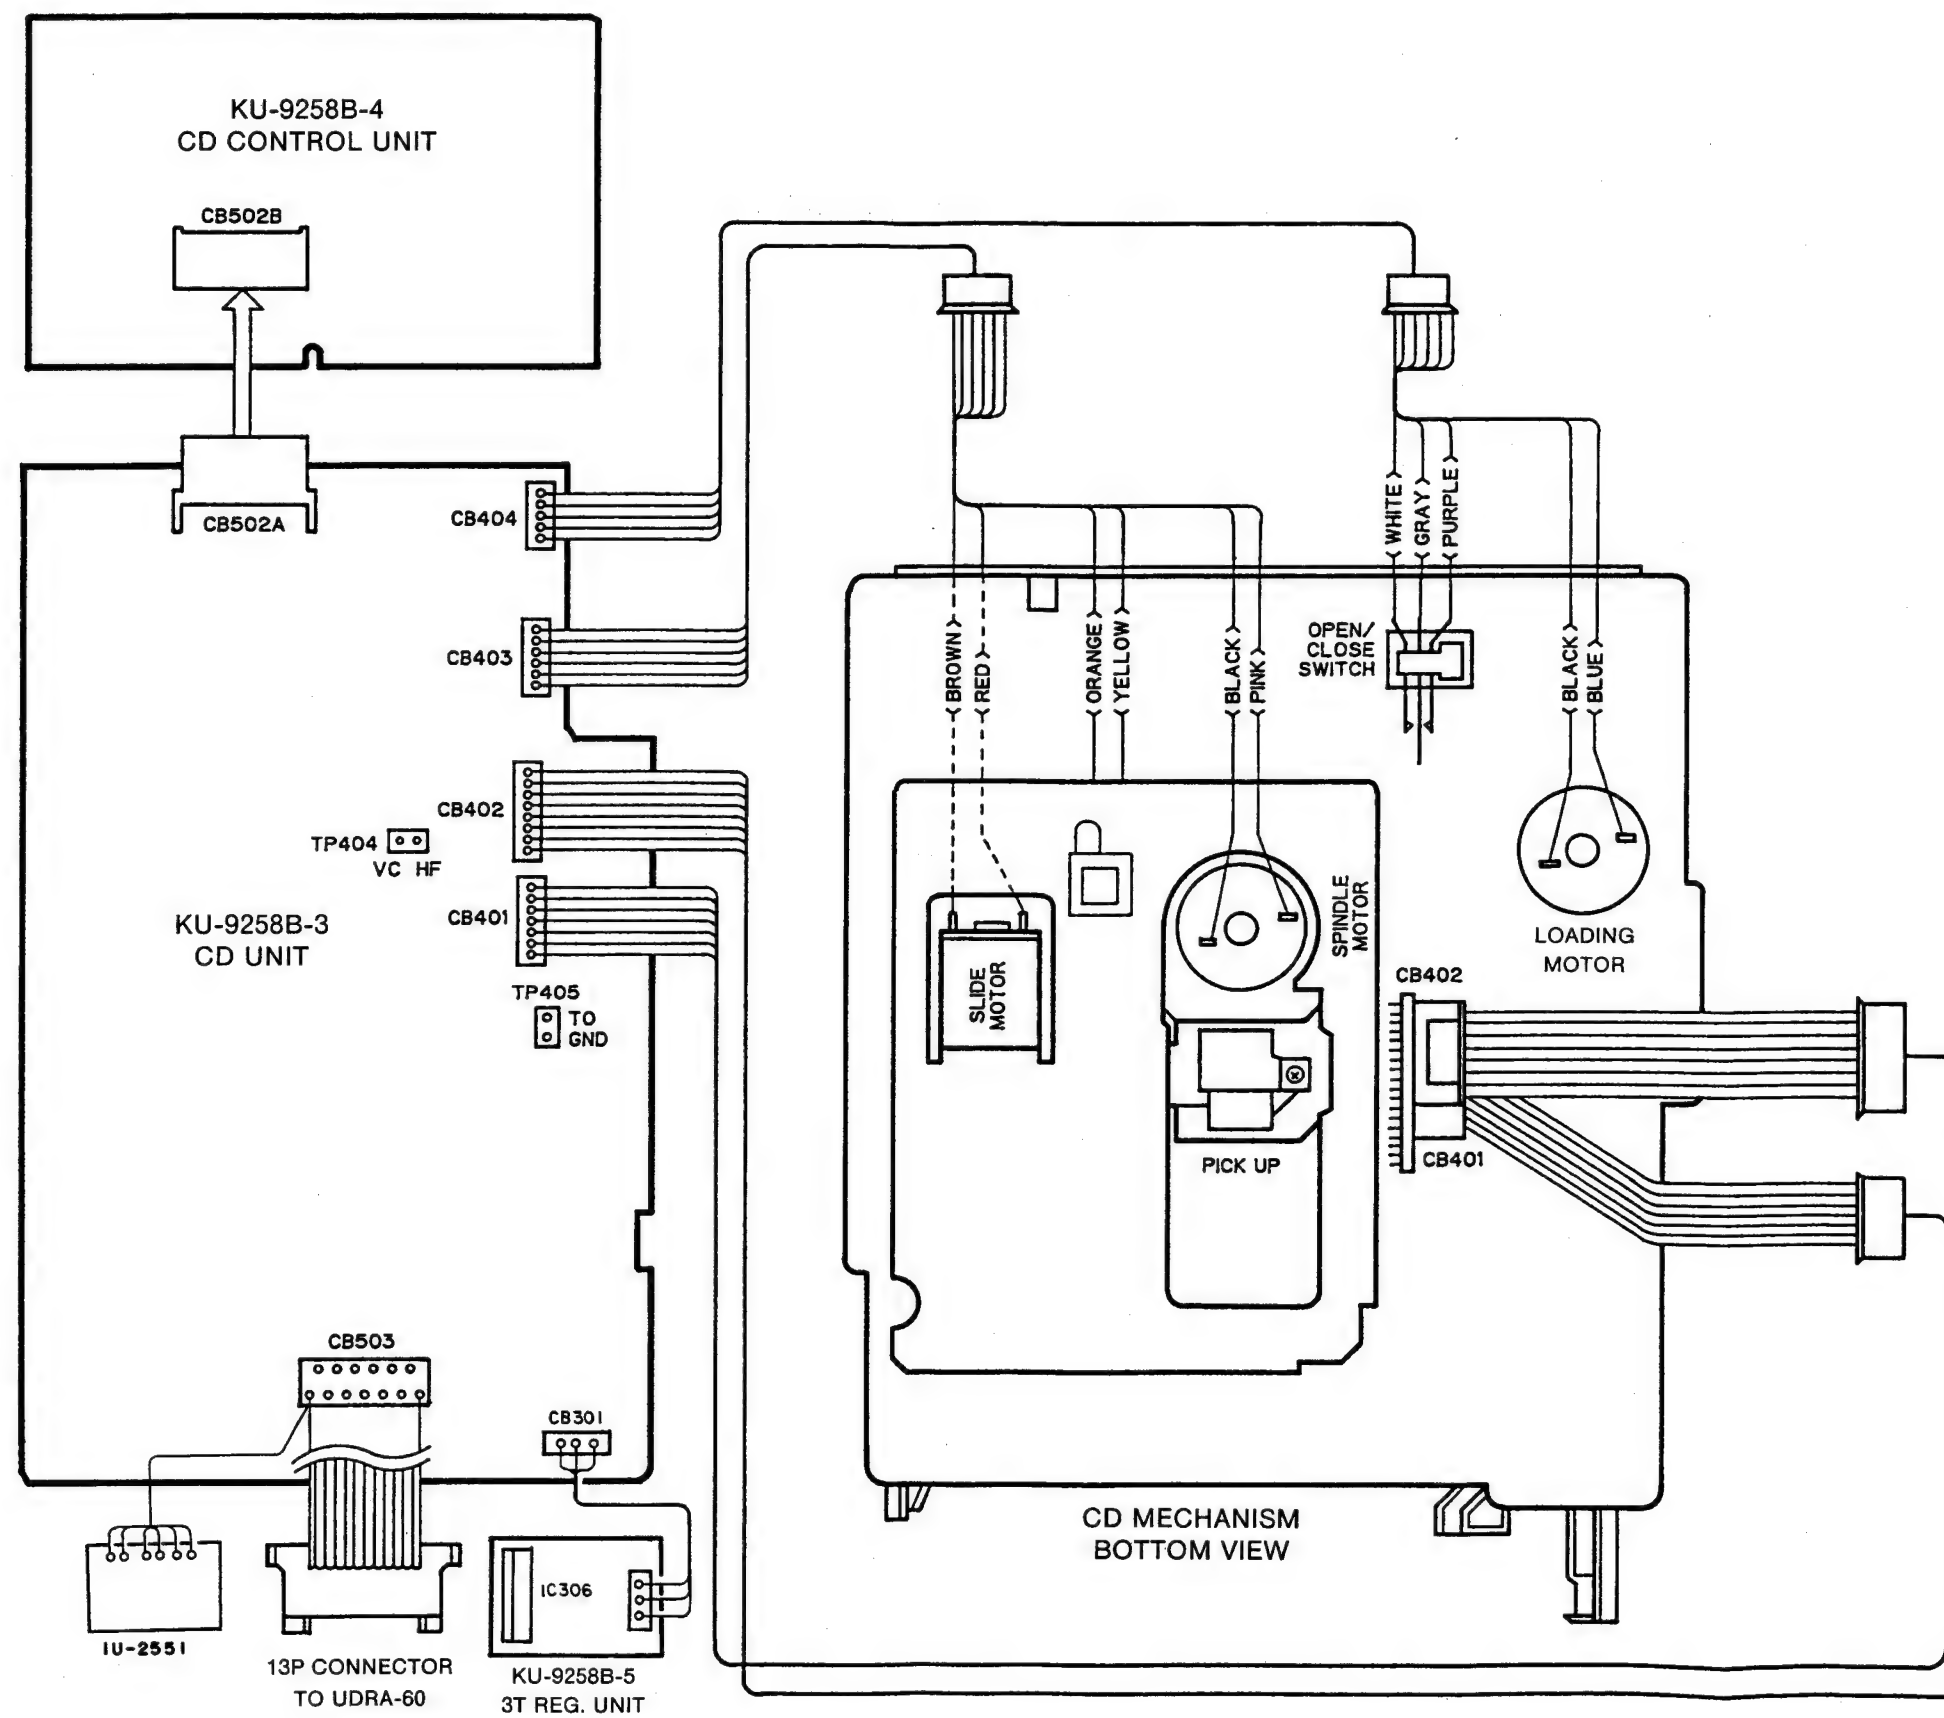 KU-9258B-4
CD CONTROL UNIT
CB502B
CB502A
CB404
CB403
CB402
TP404
VC HF
CB401
KU-9258B-3
CD UNIT
TP405
TO
GND
CB503
CB301
IU-2551
13P CONNECTOR
TO UDRA-60
IC306
KU-9258B-5
3T REG. UNIT
WHITE
GRAY
PURPLE
BROWN
RED
ORANGE
YELLOW
BLACK
PINK
OPEN/
CLOSE
SWITCH
BLACK
BLUE
SLIDE
MOTOR
SPINDLE
MOTOR
LOADING
MOTOR
CB402
CB401
PICK UP
CD MECHANISM
BOTTOM VIEW